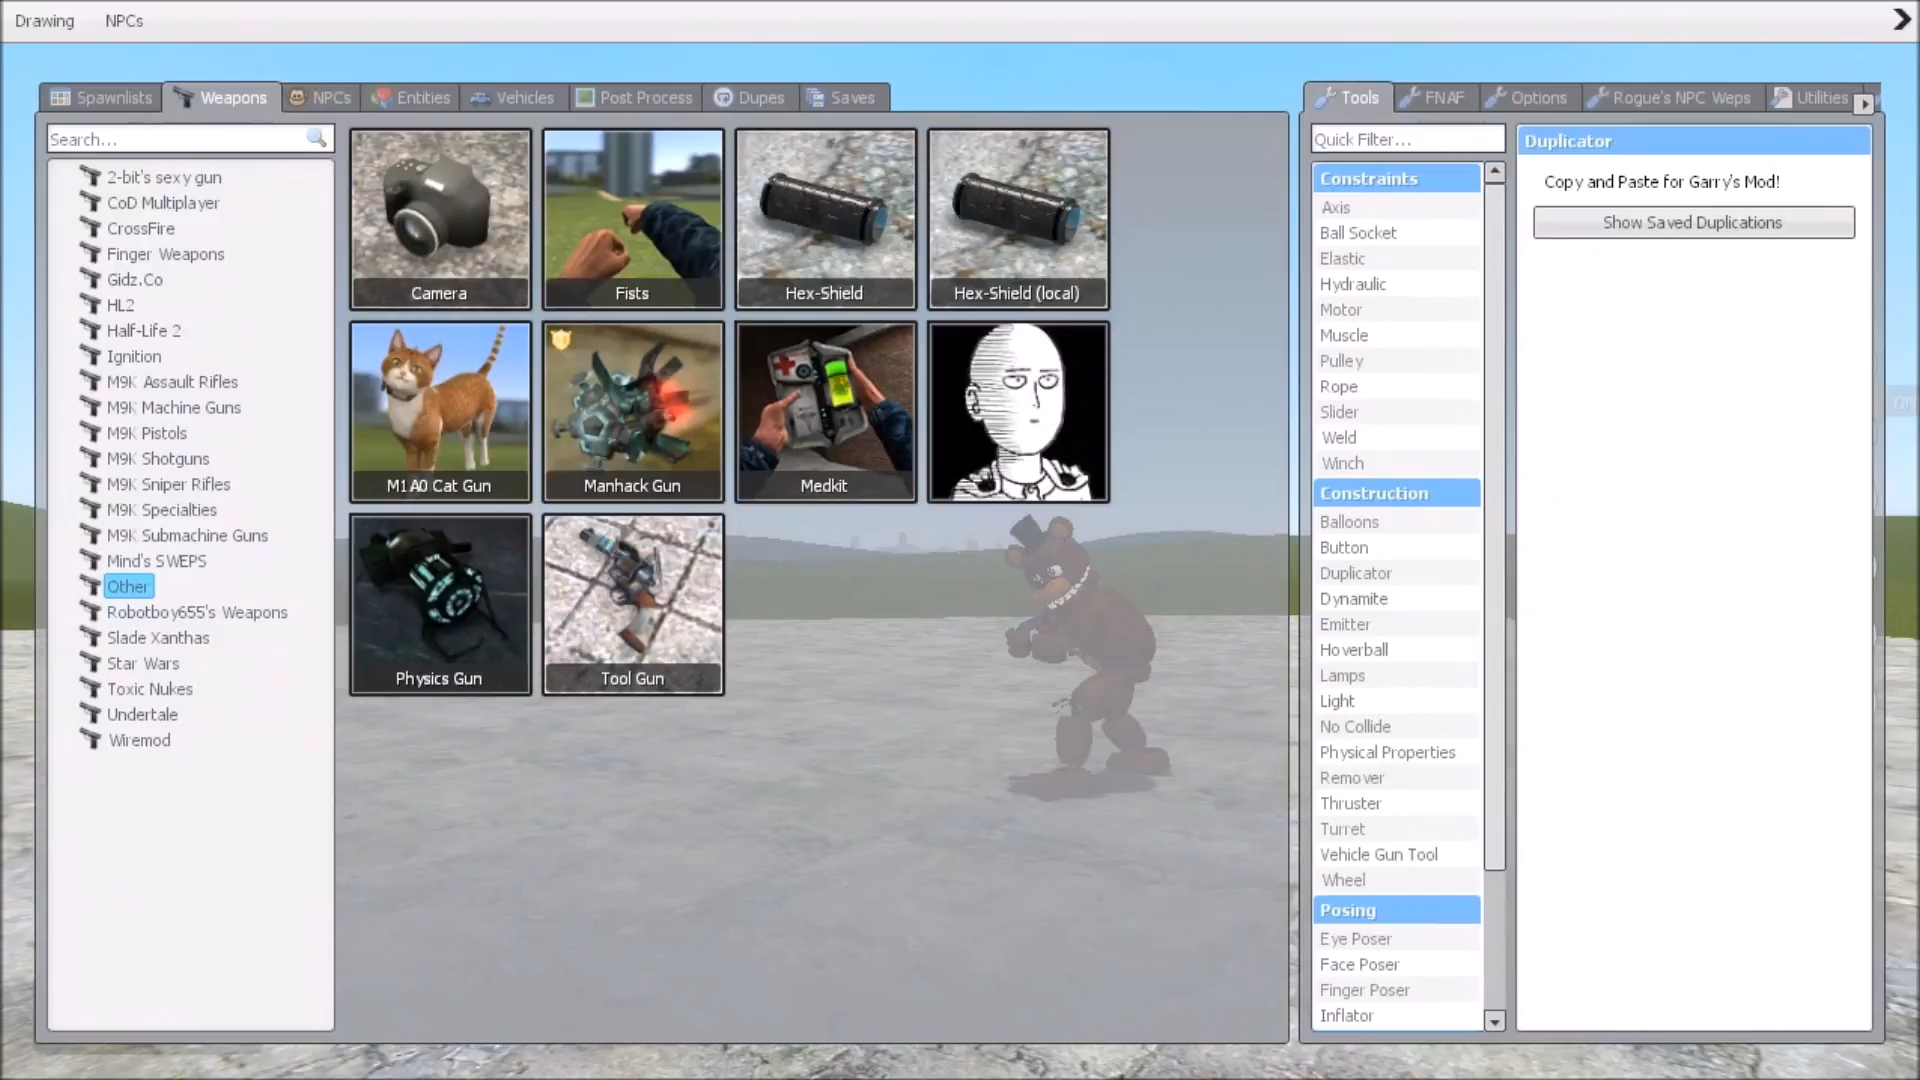 Drawing NPCs
Spawnlists Weapons NPCs Entities Vehicles Post Process Dupes Saves
Search...
2-bit's sexy gun
CoD Multiplayer
CrossFire
Finger Weapons
Gidz.Co
HL2
Half-Life 2
Ignition
M9K Assault Rifles
M9K Machine Guns
M9K Pistols
M9K Shotguns
M9K Sniper Rifles
M9K Specialties
M9K Submachine Guns
Mind's SWEPS
Other
Robotboy655's Weapons
Slade Xanthas
Star Wars
Toxic Nukes
Undertale
Wiremod
Camera
Fists
Hex-Shield
Hex-Shield (local)
M1A0 Cat Gun
Manhack Gun
Medkit
Physics Gun
Tool Gun
Tools FNAF Options Rogue's NPC Weps Utilities
Quick Filter...
Constraints
Axis
Ball Socket
Elastic
Hydraulic
Motor
Muscle
Pulley
Rope
Slider
Weld
Winch
Construction
Balloons
Button
Duplicator
Dynamite
Emitter
Hoverball
Lamps
Light
No Collide
Physical Properties
Remover
Thruster
Turret
Vehicle Gun Tool
Wheel
Posing
Eye Poser
Face Poser
Finger Poser
Inflator
Duplicator
Copy and Paste for Garry's Mod!
Show Saved Duplications